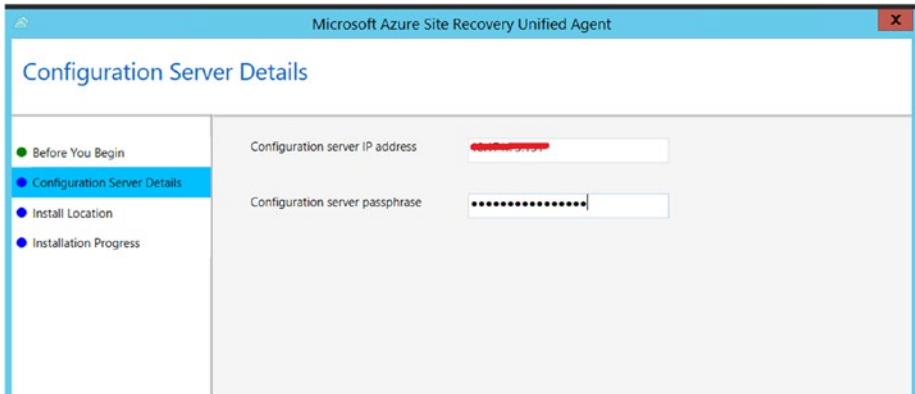 Microsoft Azure Site Recovery Unified Agent
X
Configuration Server Details
Before You Begin
Configuration Server Details
Install Location
Installation Progress
Configuration server IP address
Configuration server passphrase
••••••••••••••••